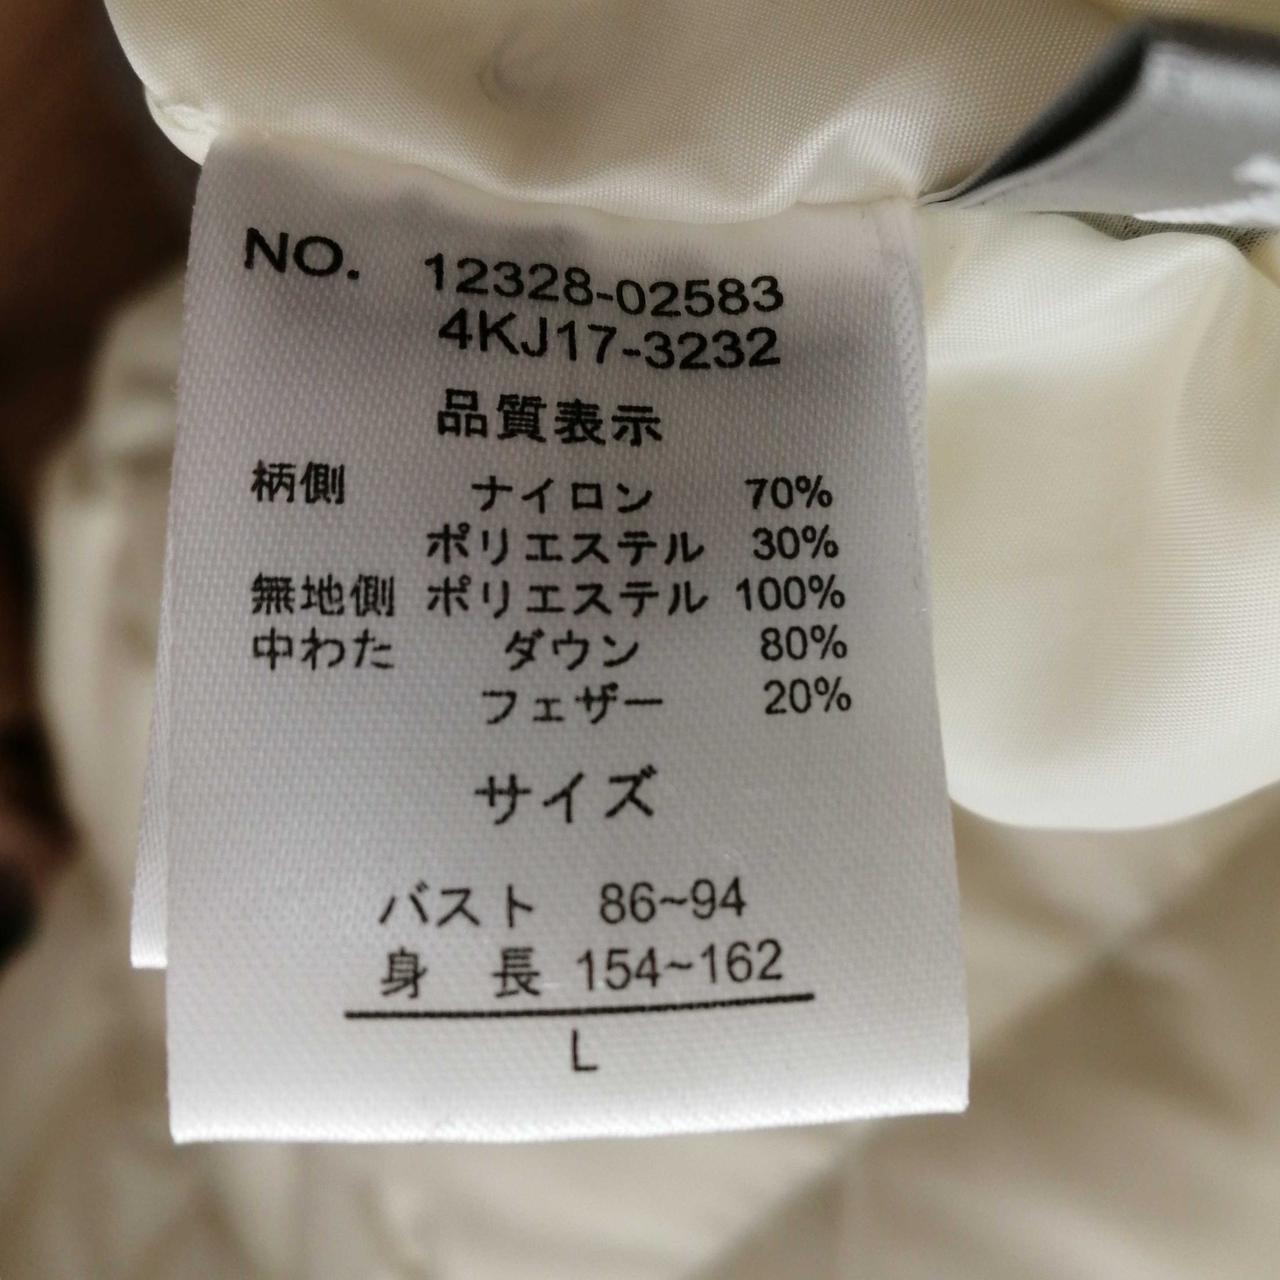 NO. 12328-02583
4KJ17-3232
品質表示
柄側 ナイロン 70%
ポリエステル 30%
無地側 ポリエステル 100%
中わた ダウン 80%
フェザー 20%
サイズ
バスト 86~94
身 長 154~162
L